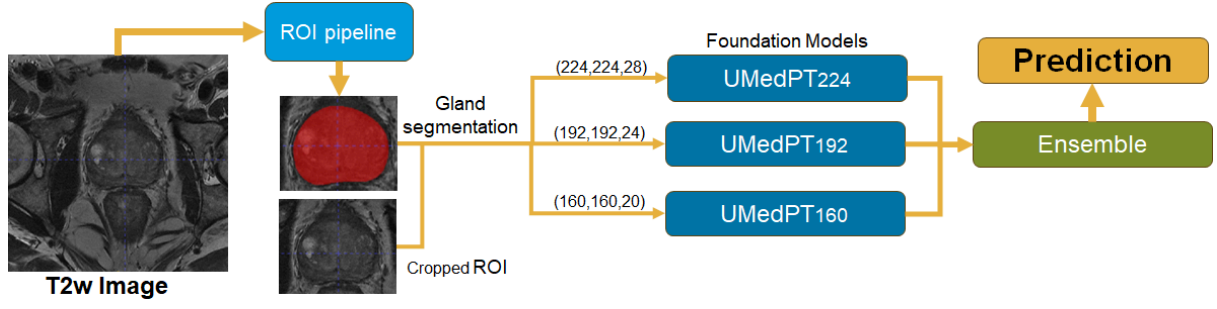 ROI pipeline
T2w Image
Gland
segmentation
Cropped ROI
Foundation Models
(224,224,28)
UMedPT224
(192,192,24)
UMedPT192
(160,160,20)
UMedPT160
Prediction
Ensemble